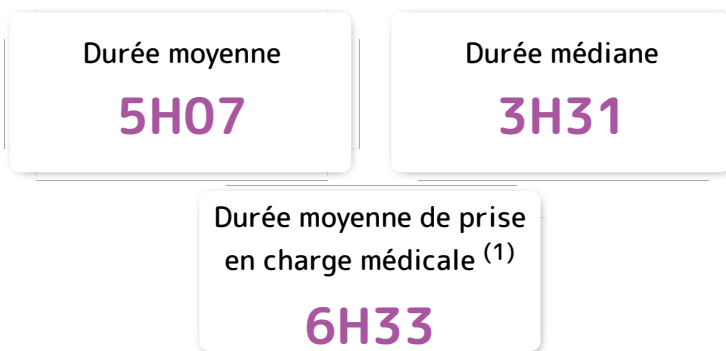 Durée moyenne
5H07
Durée médiane
3H31
Durée moyenne de prise
en charge médicale (1)
6H33